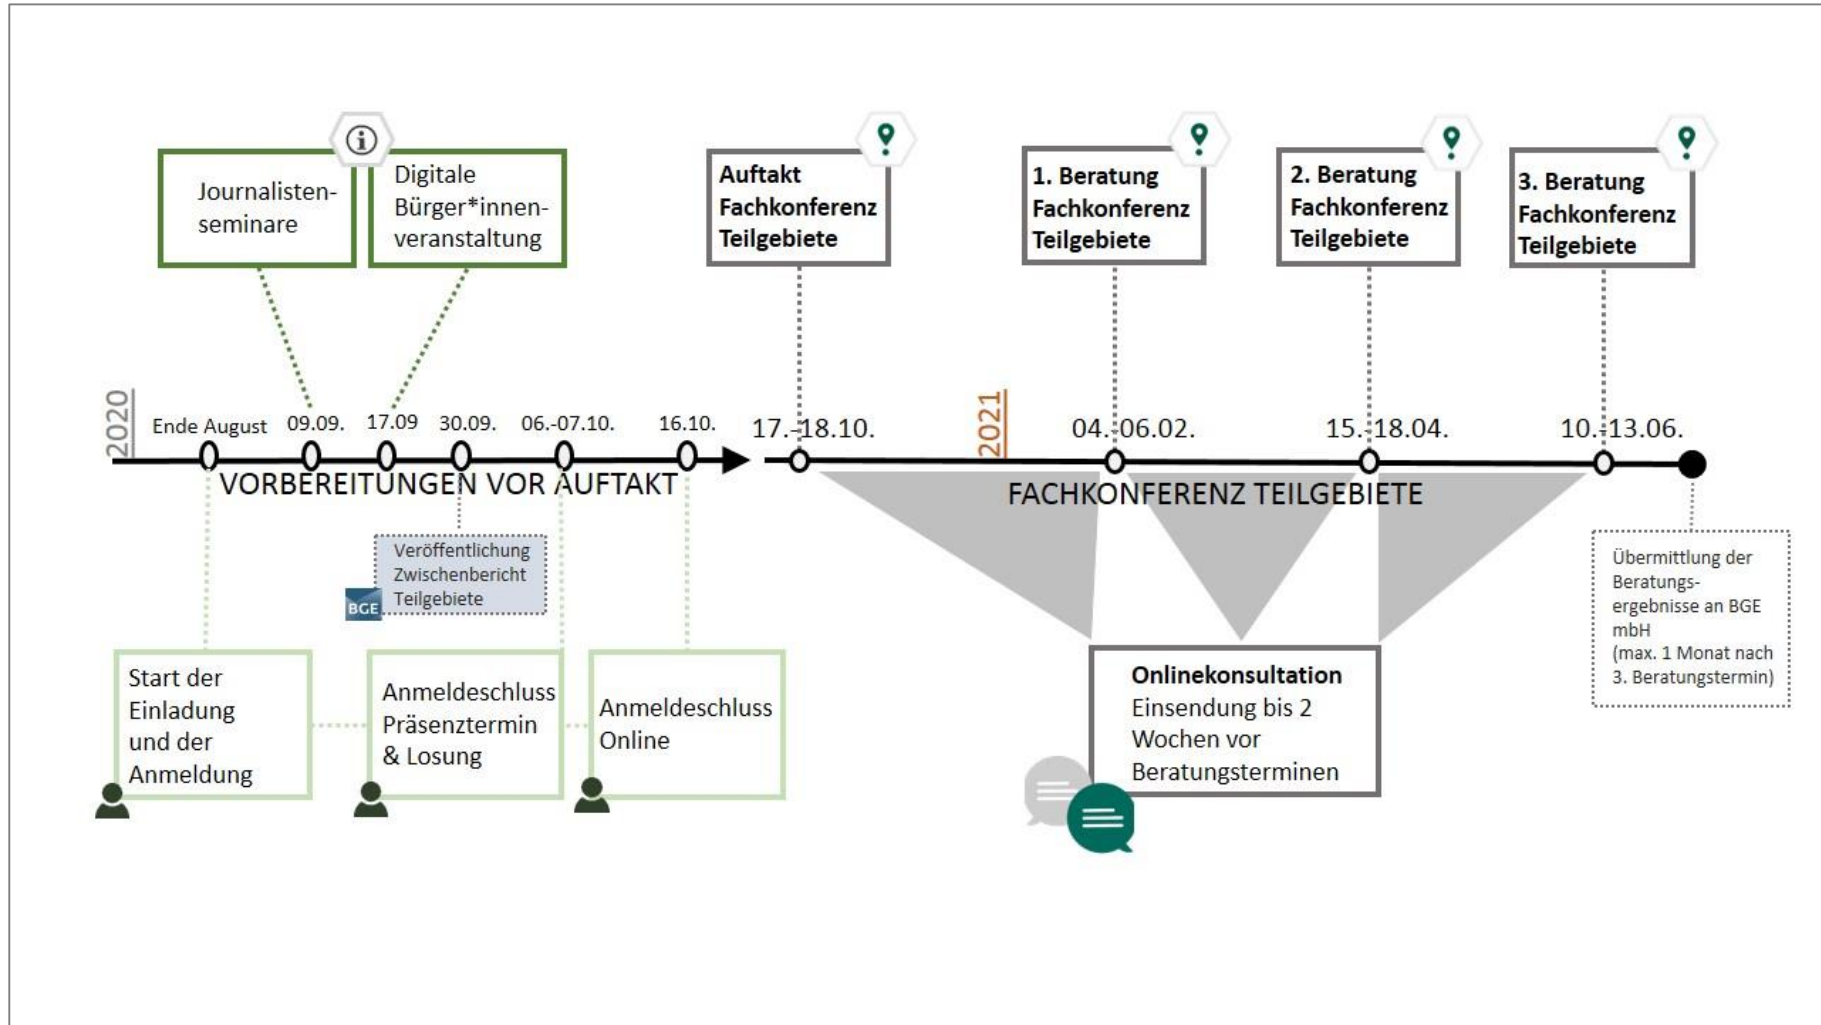 Journalisten-
seminare
Digitale
Bürger*innen-
veranstaltung
Auftakt
Fachkonferenz
Teilgebiete
1. Beratung
Fachkonferenz
Teilgebiete
2. Beratung
Fachkonferenz
Teilgebiete
3. Beratung
Fachkonferenz
Teilgebiete
2020
Ende August
09.09.
17.09
30.09.
06.-07.10.
16.10.
17.-18.10.
2021
04.-06.02.
15.-18.04.
10.-13.06.
VORBEREITUNGEN VOR AUFTAKT
FACHKONFERENZ TEILGEBIETE
Veröffentlichung
Zwischenbericht
Teilgebiete
BGE
Übermittlung der
Beratungs-
ergebnisse an BGE
mbH
(max. 1 Monat nach
3. Beratungstermin)
Start der
Einladung
und der
Anmeldung
Anmeldeschluss
Präsenztermin
& Losung
Anmeldeschluss
Online
Onlinekonsultation
Einsendung bis 2
Wochen vor
Beratungsterminen